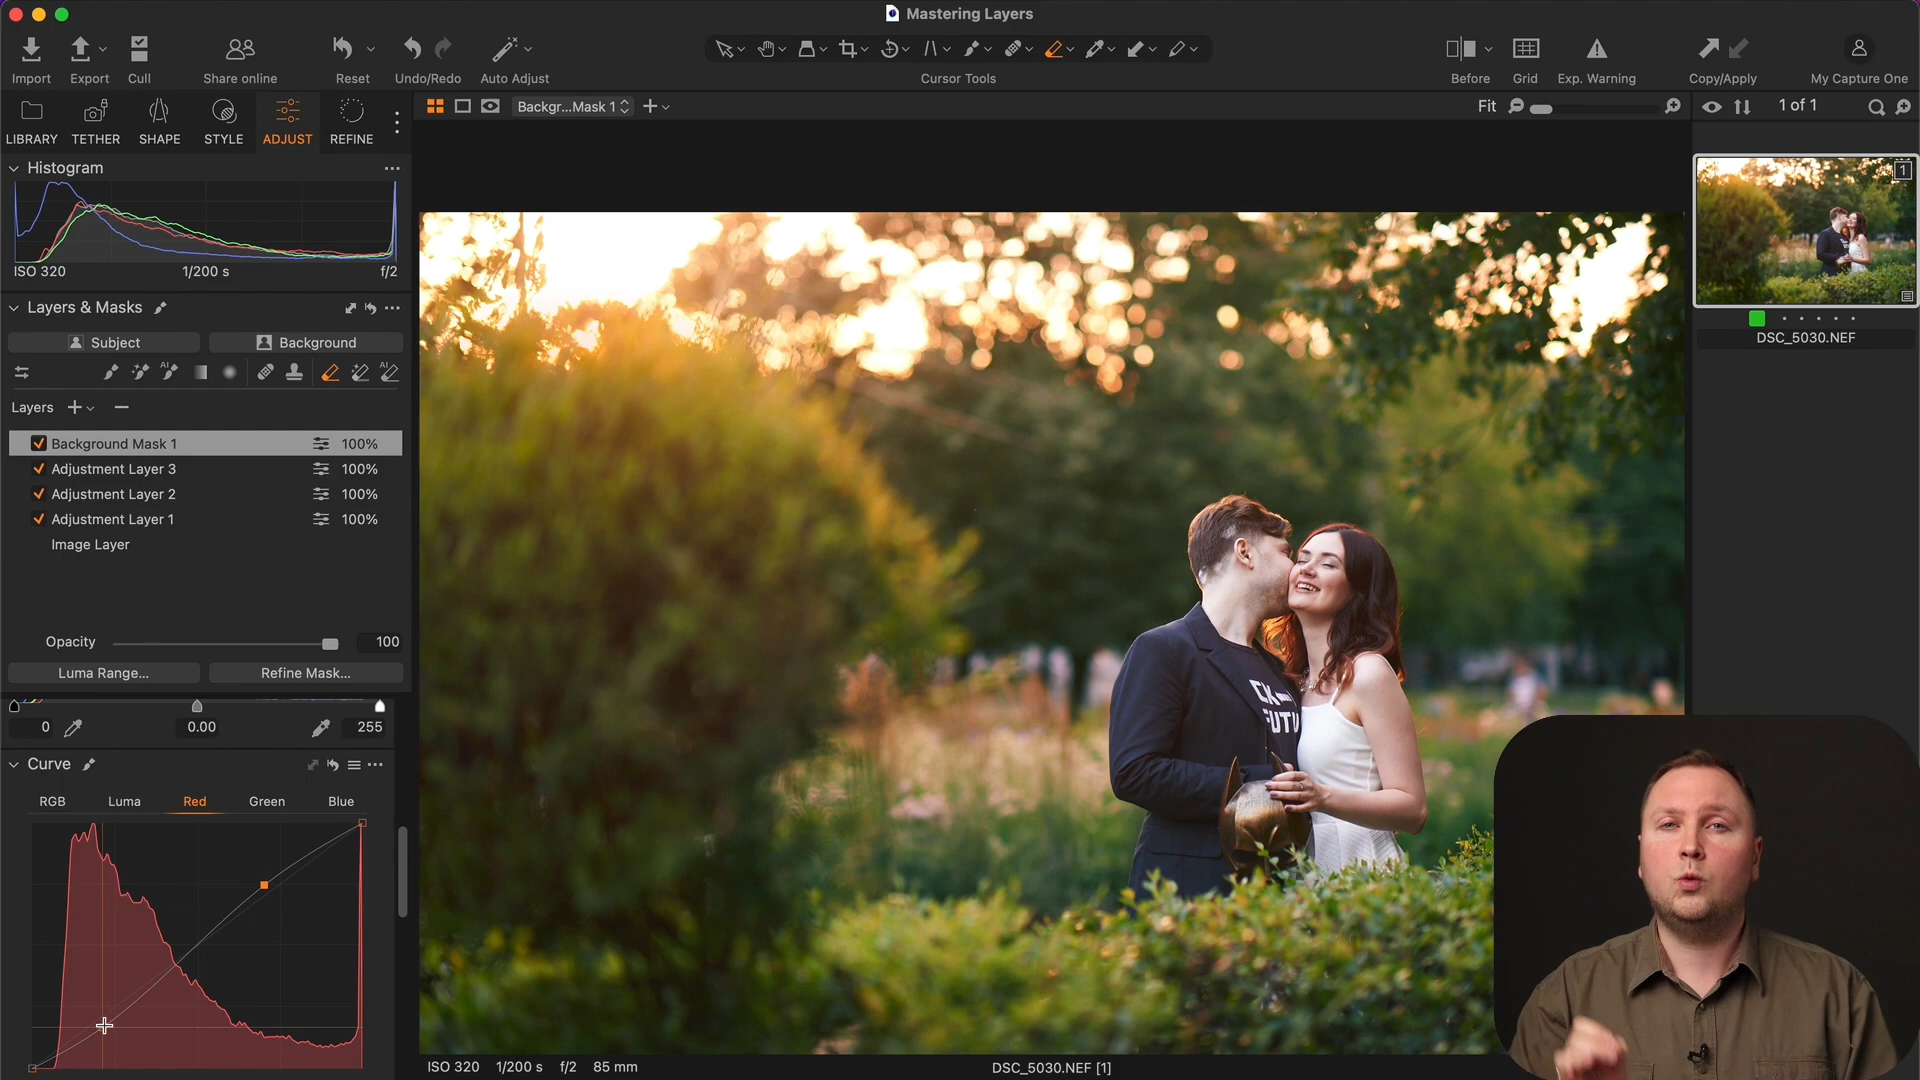 Mastering Layers
Import
Export
Cull
Share online
Reset
Undo/Redo
Auto Adjust
Cursor Tools
Before
Grid
Exp. Warning
Copy/Apply
My Capture One
LIBRARY
TETHER
SHAPE
STYLE
ADJUST
REFINE
Backgr...Mask 1
Fit
1 of 1
Histogram
ISO 320
1/200 s
f/2
1
DSC_5030.NEF
Layers & Masks
Subject
Background
AI
AI
Layers
Background Mask 1
100%
Adjustment Layer 3
100%
Adjustment Layer 2
100%
Adjustment Layer 1
100%
Image Layer
Opacity
100
Luma Range...
Refine Mask...
0
0.00
255
Curve
RGB
Luma
Red
Green
Blue
ISO 320
1/200 s
f/2
85 mm
DSC_5030.NEF [1]